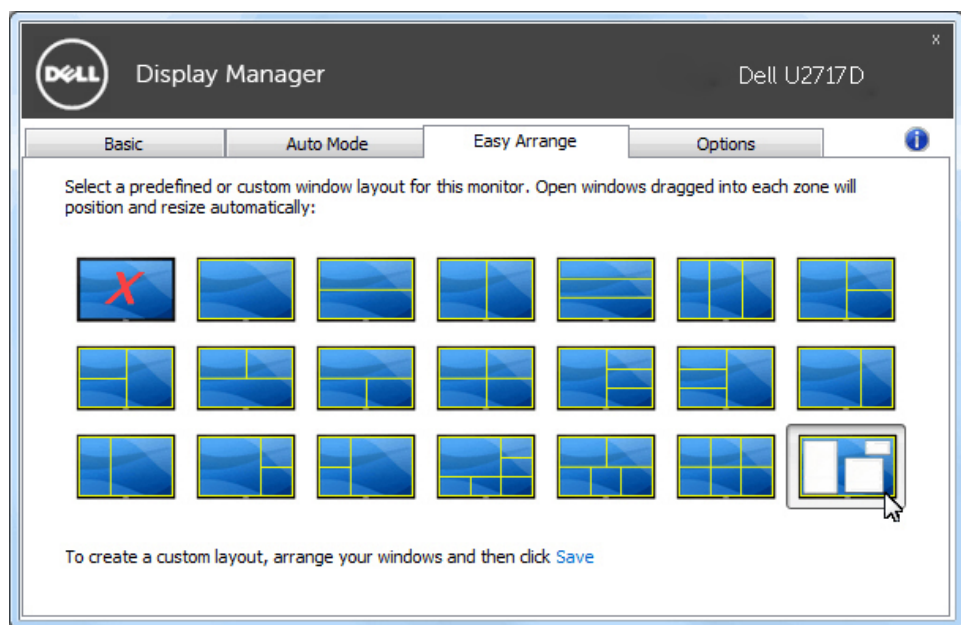 x
DELL
Display Manager
Dell U2717D
Basic
Auto Mode
Easy Arrange
Options
i
Select a predefined or custom window layout for this monitor. Open windows dragged into each zone will
position and resize automatically:
X
To create a custom layout, arrange your windows and then click Save